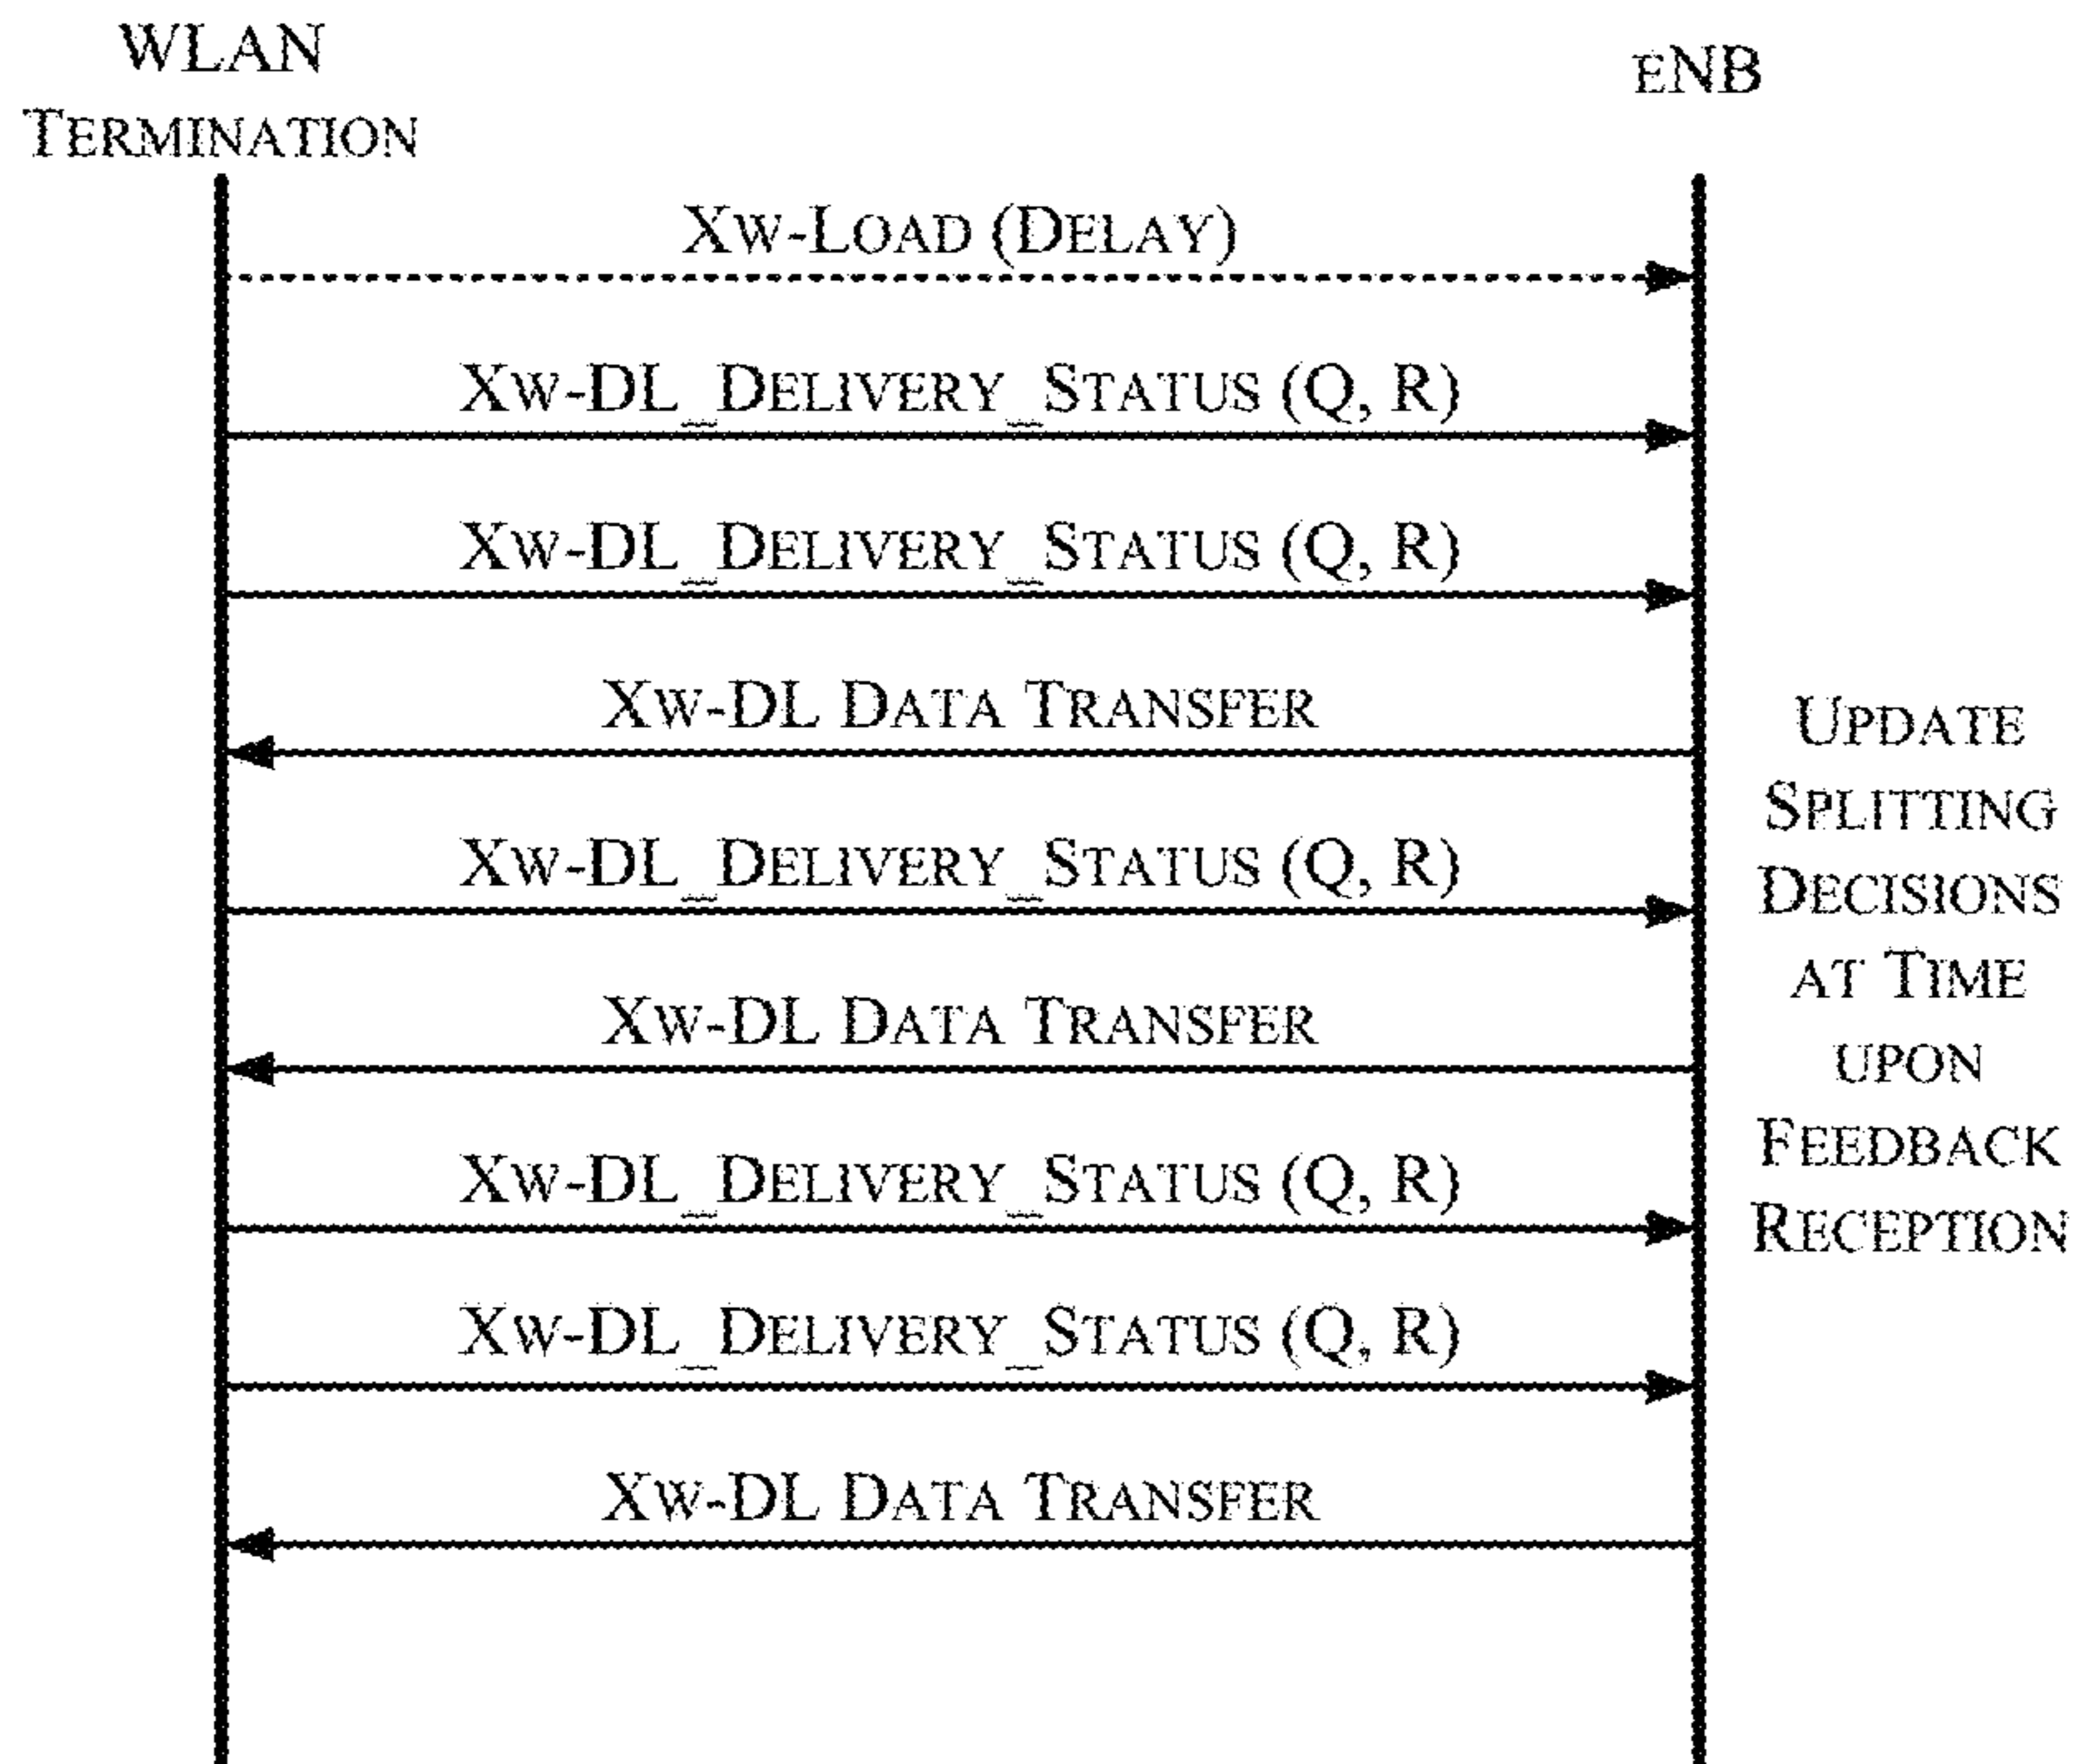 WLAN
TERMINATION
eNB
XW-LOAD (DELAY)
XW-DL_DELIVERY_STATUS (Q, R)
XW-DL_DELIVERY_STATUS (Q, R)
XW-DL DATA TRANSFER
XW-DL_DELIVERY_STATUS (Q, R)
XW-DL DATA TRANSFER
XW-DL_DELIVERY_STATUS (Q, R)
XW-DL_DELIVERY_STATUS (Q, R)
XW-DL DATA TRANSFER
UPDATE
SPLITTING
DECISIONS
AT TIME
UPON
FEEDBACK
RECEPTION